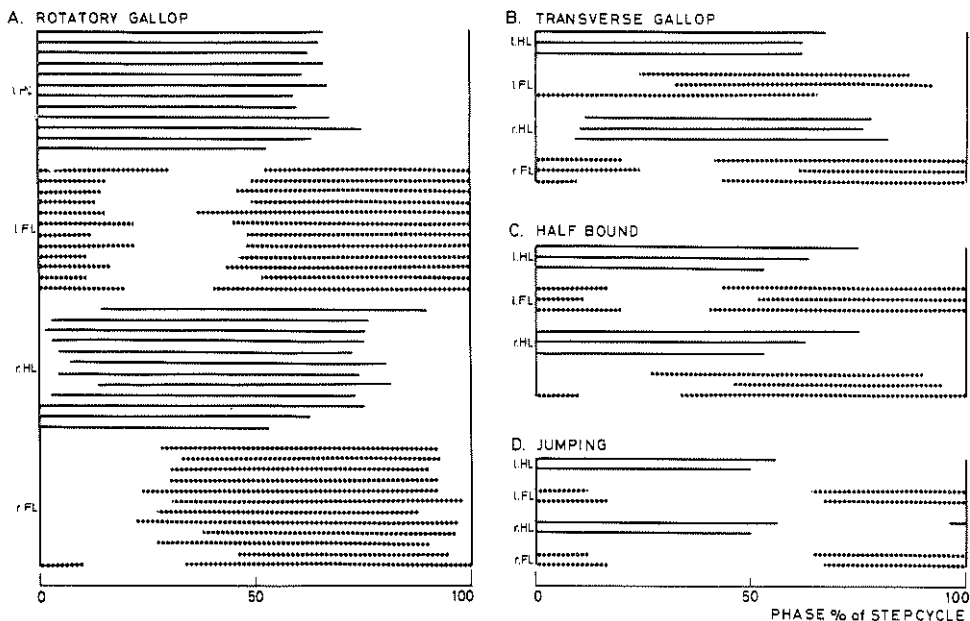 A. ROTATORY GALLOP
l.FL
r.HL
r.FL
0 50 100
B. TRANSVERSE GALLOP
l.HL
l.FL
r.HL
r.FL
C. HALF BOUND
l.HL
l.FL
r.HL
D. JUMPING
l.HL
l.FL
r.HL
r.FL
0 50 100
PHASE % of STEPCYCLE